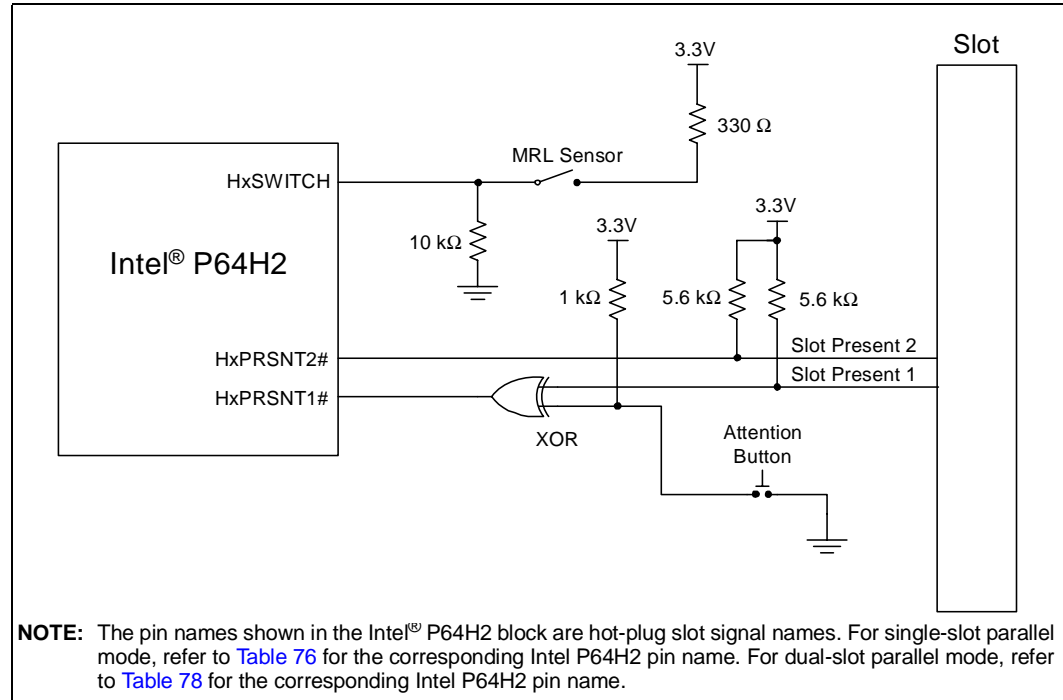 Slot
3.3V
330 Ω
MRL Sensor
HxSWITCH
3.3V
10 kΩ
3.3V
Intel® P64H2
1 kΩ
5.6 kΩ
5.6 kΩ
Slot Present 2
HxPRSNT2#
Slot Present 1
HxPRSNT1#
XOR
Attention
Button
NOTE: The pin names shown in the Intel® P64H2 block are hot-plug slot signal names. For single-slot parallel
mode, refer to Table 76 for the corresponding Intel P64H2 pin name. For dual-slot parallel mode, refer
to Table 78 for the corresponding Intel P64H2 pin name.